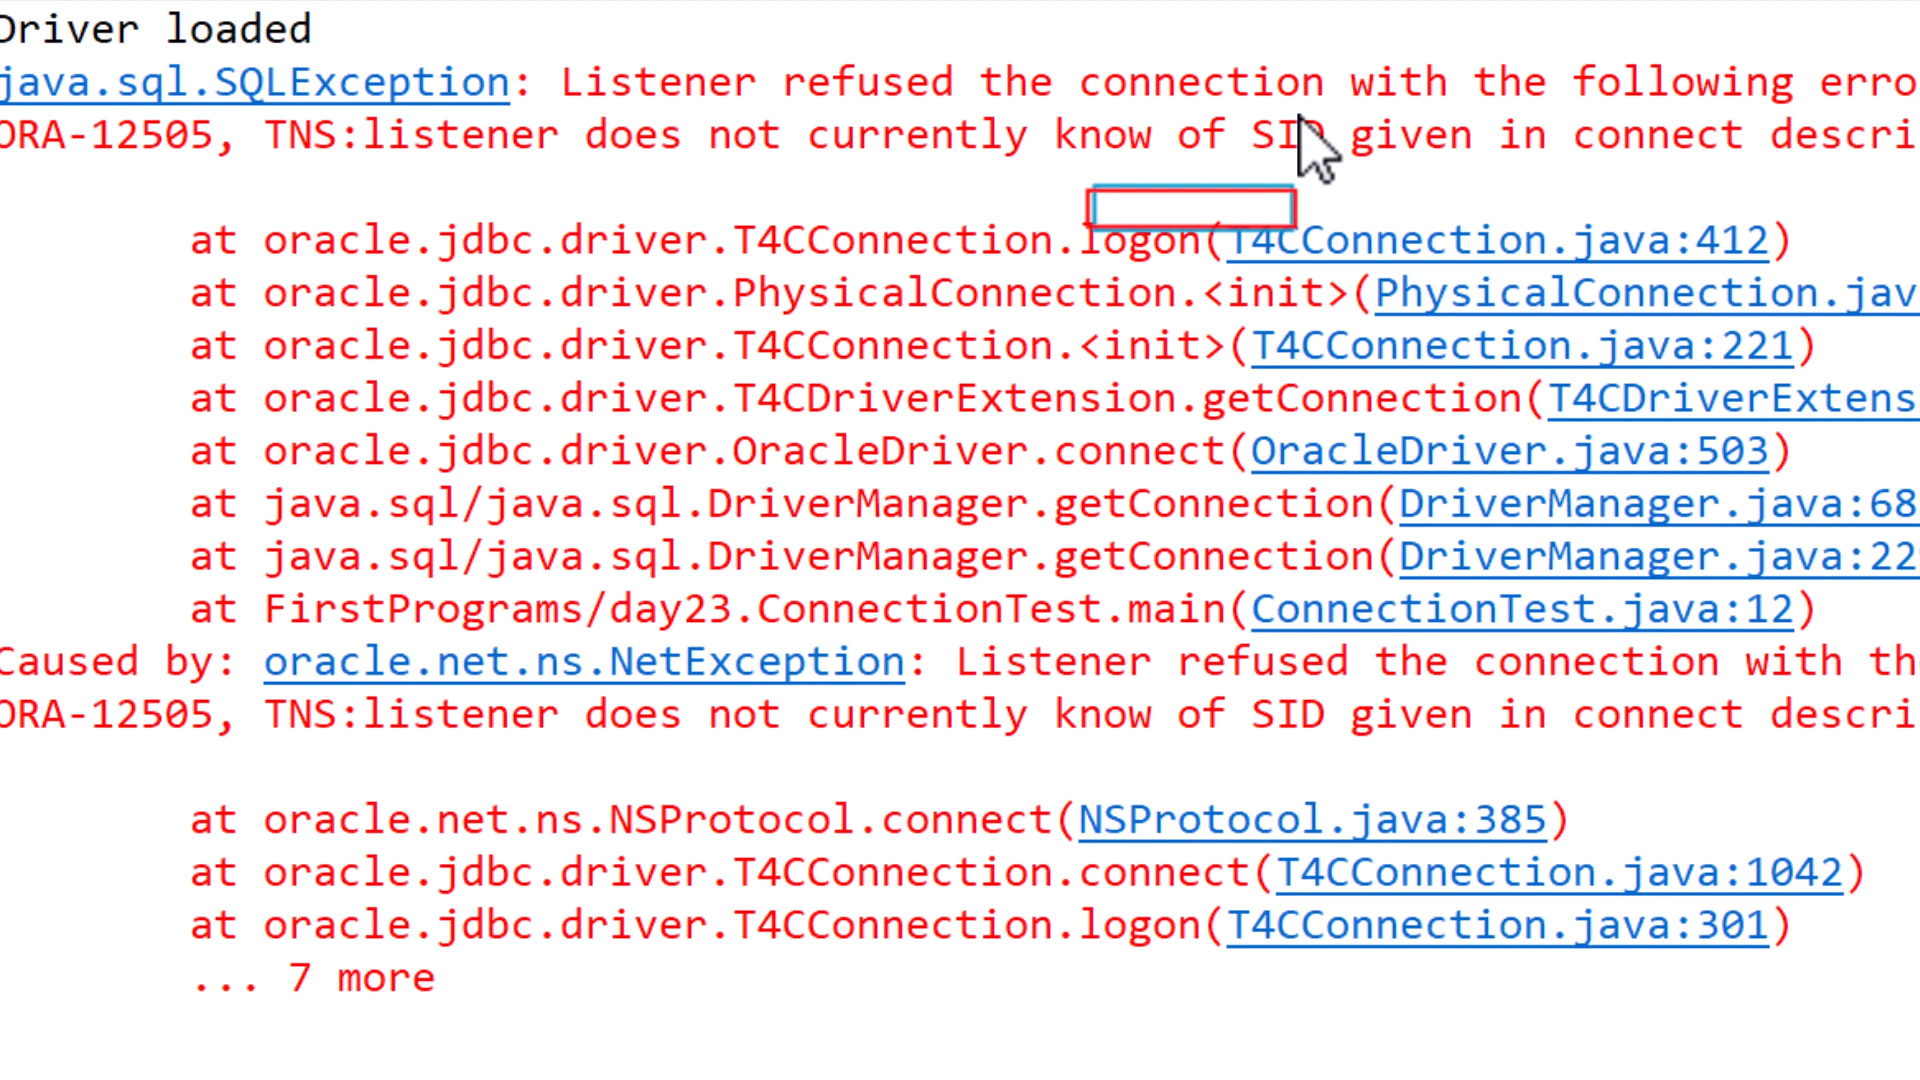 Driver loaded
java.sql.SQLException: Listener refused the connection with the following erro
ORA-12505, TNS:listener does not currently know of SID given in connect descri
at oracle.jdbc.driver.T4CConnection.logon(T4CConnection.java:412)
at oracle.jdbc.driver.PhysicalConnection.<init>(PhysicalConnection.jav
at oracle.jdbc.driver.T4CConnection.<init>(T4CConnection.java:221)
at oracle.jdbc.driver.T4CDriverExtension.getConnection(T4CDriverExtens
at oracle.jdbc.driver.OracleDriver.connect(OracleDriver.java:503)
at java.sql/java.sql.DriverManager.getConnection(DriverManager.java:68
at java.sql/java.sql.DriverManager.getConnection(DriverManager.java:22
at FirstPrograms/day23.ConnectionTest.main(ConnectionTest.java:12)
Caused by: oracle.net.ns.NetException: Listener refused the connection with th
ORA-12505, TNS:listener does not currently know of SID given in connect descri
at oracle.net.ns.NSProtocol.connect(NSProtocol.java:385)
at oracle.jdbc.driver.T4CConnection.connect(T4CConnection.java:1042)
at oracle.jdbc.driver.T4CConnection.logon(T4CConnection.java:301)
... 7 more